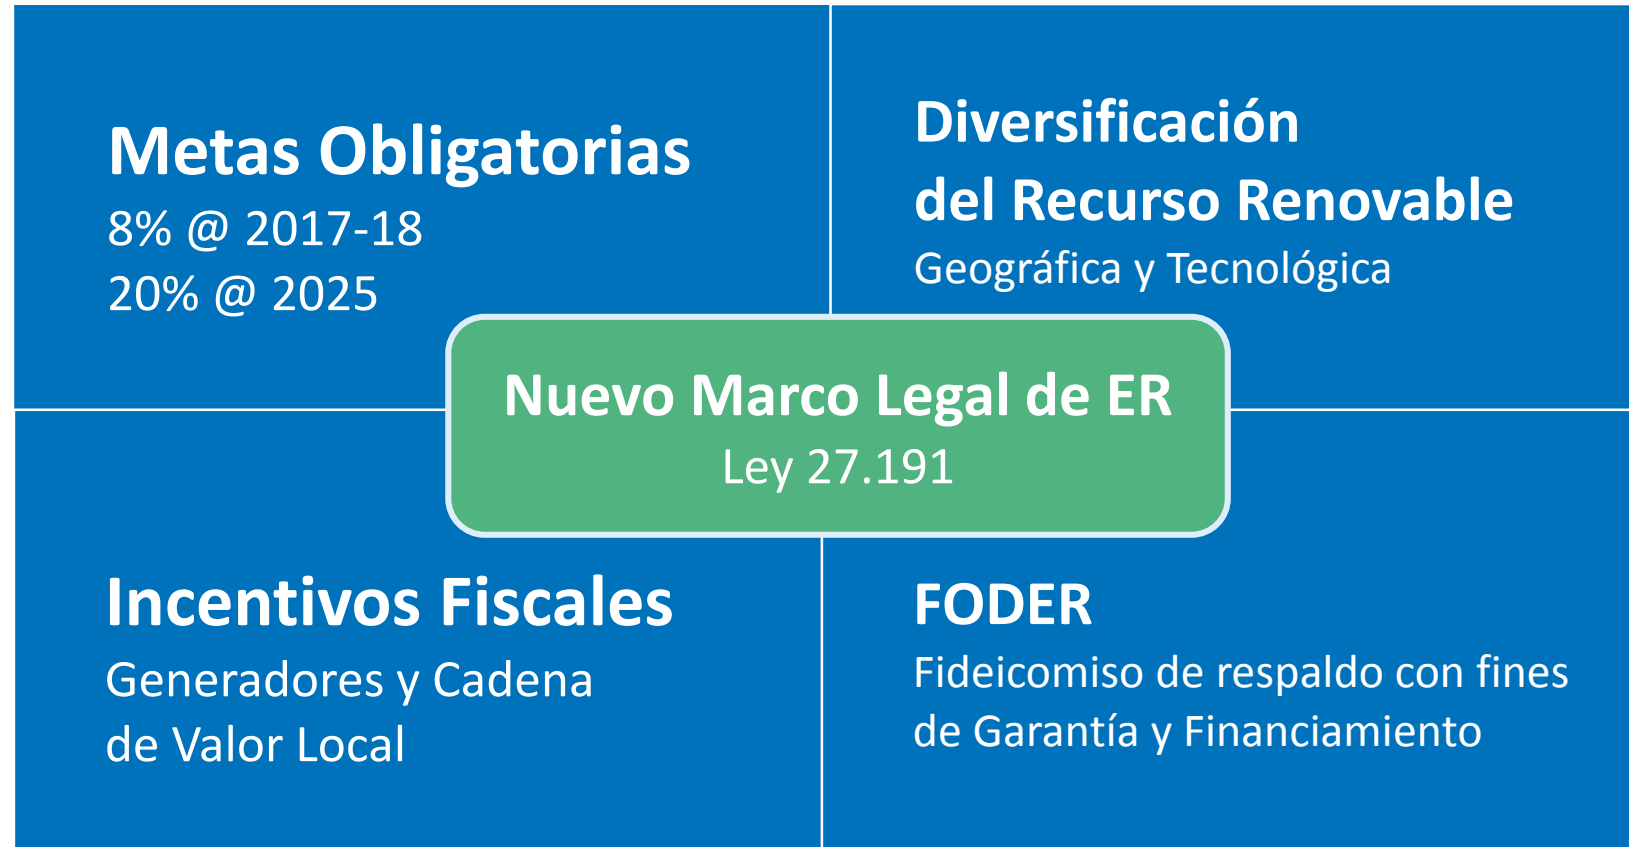 Metas Obligatorias
8% @ 2017-18
20% @ 2025
Diversificación
del Recurso Renovable
Geográfica y Tecnológica
Nuevo Marco Legal de ER
Ley 27.191
Incentivos Fiscales
Generadores y Cadena
de Valor Local
FODER
Fideicomiso de respaldo con fines
de Garantía y Financiamiento